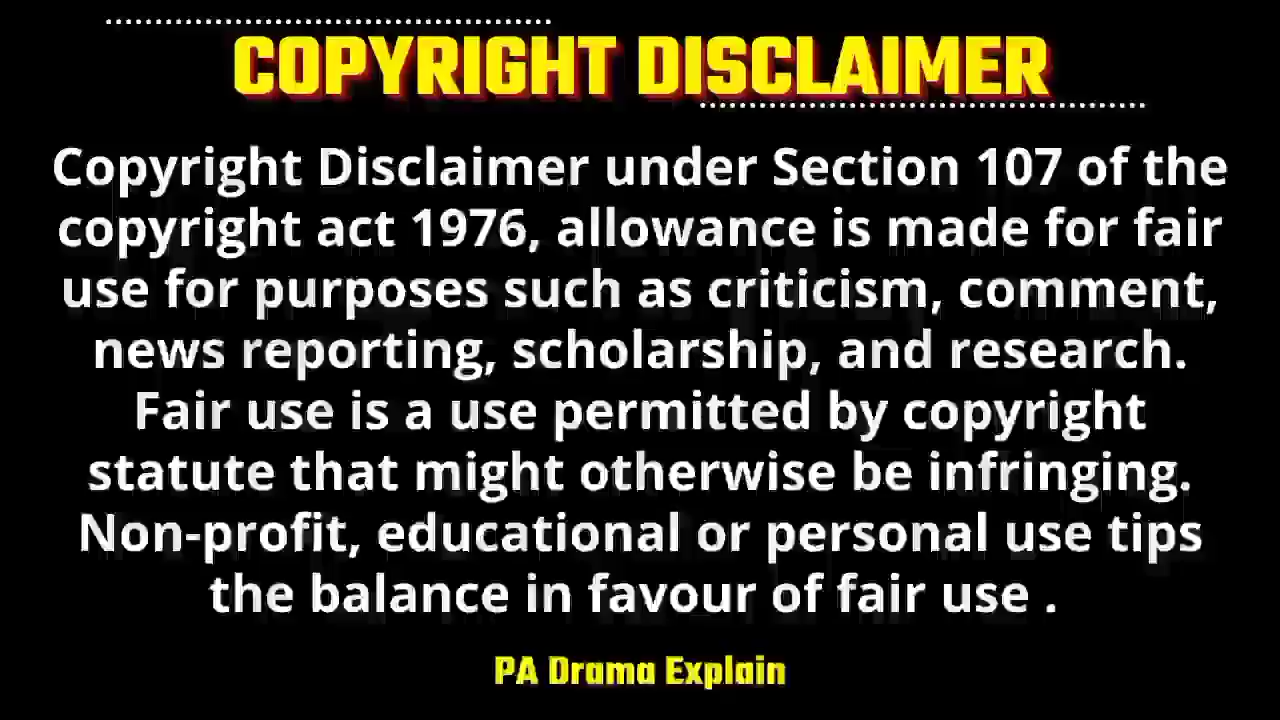 COPYRIGHT DISCLAIMER
Copyright Disclaimer under Section 107 of the
copyright act 1976, allowance is made for fair
use for purposes such as criticism, comment,
news reporting, scholarship, and research.
Fair use is a use permitted by copyright
statute that might otherwise be infringing.
Non-profit, educational or personal use tips
the balance in favour of fair use .
PA Drama Explain